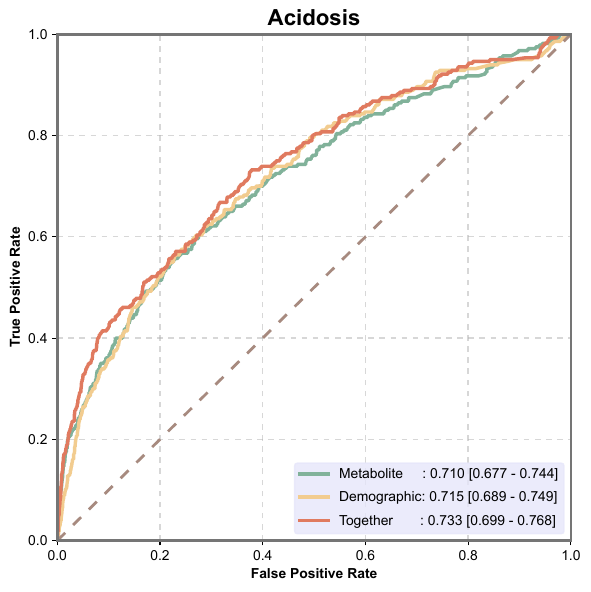 Acidosis
True Positive Rate
1.0
0.8
0.6
0.4
0.2
0.0
Metabolite : 0.710 [0.677 - 0.744]
Demographic: 0.715 [0.689 - 0.749]
Together : 0.733 [0.699 - 0.768]
0.0 0.2 0.4 0.6 0.8 1.0
False Positive Rate